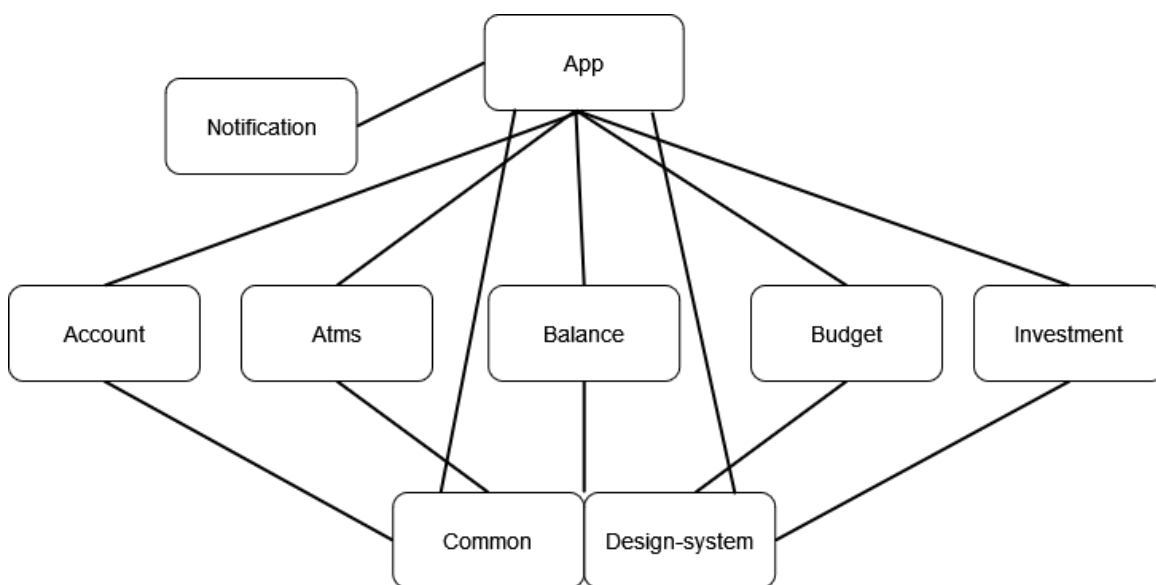 App
Notification
Account
Atms
Balance
Budget
Investment
Common
Design-system